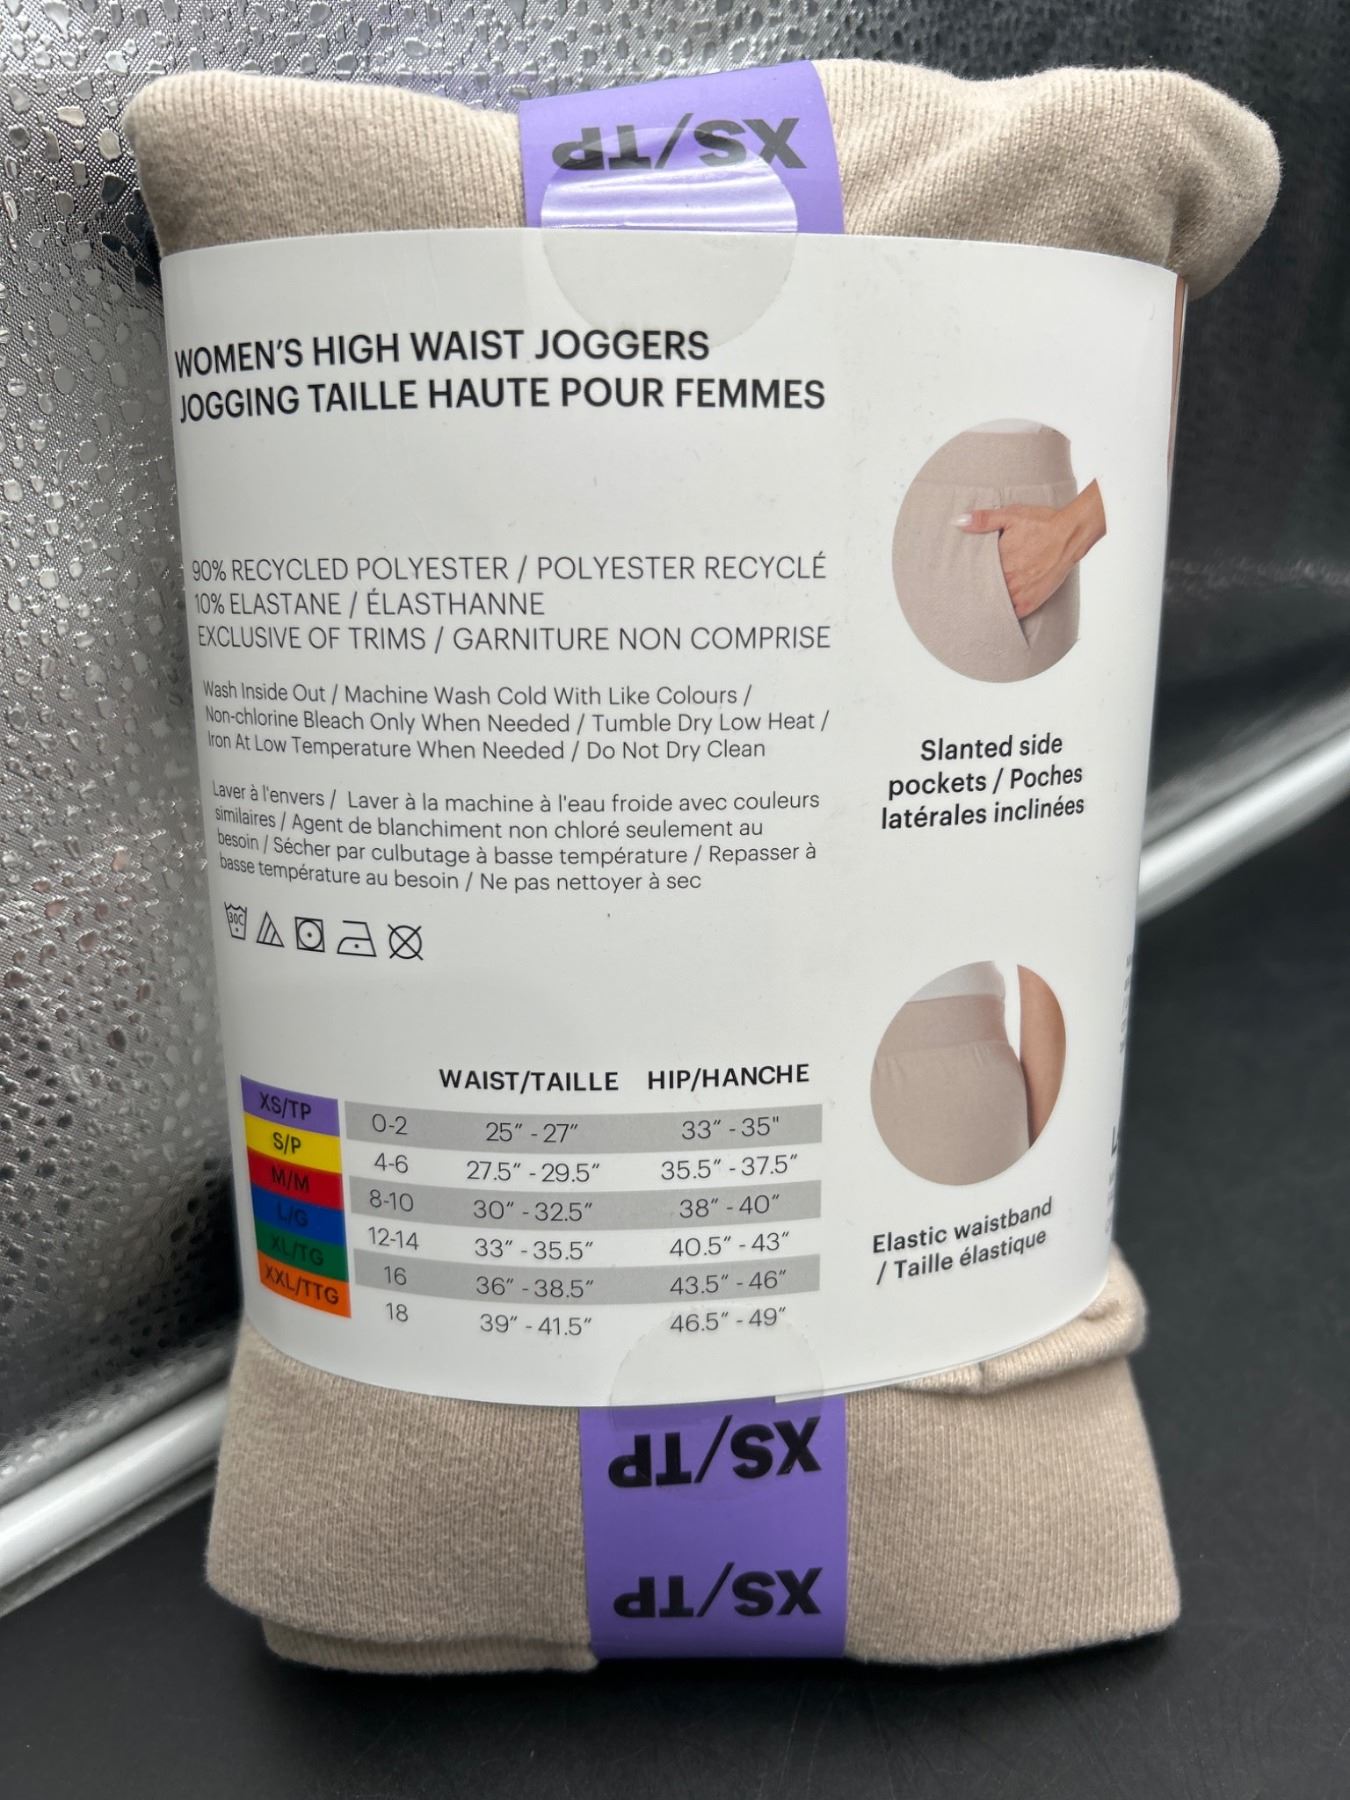 XS/TP
WOMEN'S HIGH WAIST JOGGERS
JOGGING TAILLE HAUTE POUR FEMMES
90% RECYCLED POLYESTER / POLYESTER RECYCLÉ
10% ELASTANE / ÉLASTHANNE
EXCLUSIVE OF TRIMS / GARNITURE NON COMPRISE
Wash Inside Out / Machine Wash Cold With Like Colours /
Non-chlorine Bleach Only When Needed / Tumble Dry Low Heat /
Iron At Low Temperature When Needed / Do Not Dry Clean
Laver à l'envers / Laver à la machine à l'eau froide avec couleurs
similaires / Agent de blanchiment non chloré seulement au
besoin / Sécher par culbutage à basse température / Repasser à
basse température au besoin / Ne pas nettoyer à sec
30C
Slanted side
pockets / Poches
latérales inclinées
WAIST/TAILLE HIP/HANCHE
XS/TP 0-2 25" - 27" 33" - 35"
S/P 4-6 27.5" - 29.5" 35.5" - 37.5"
M/M 8-10 30" - 32.5" 38" - 40"
L/G 12-14 33" - 35.5" 40.5" - 43"
XL/TG 16 36" - 38.5" 43.5" - 46"
XXL/TTG 18 39" - 41.5" 46.5" - 49"
Elastic waistband
/ Taille élastique
XS/TP
XS/TP